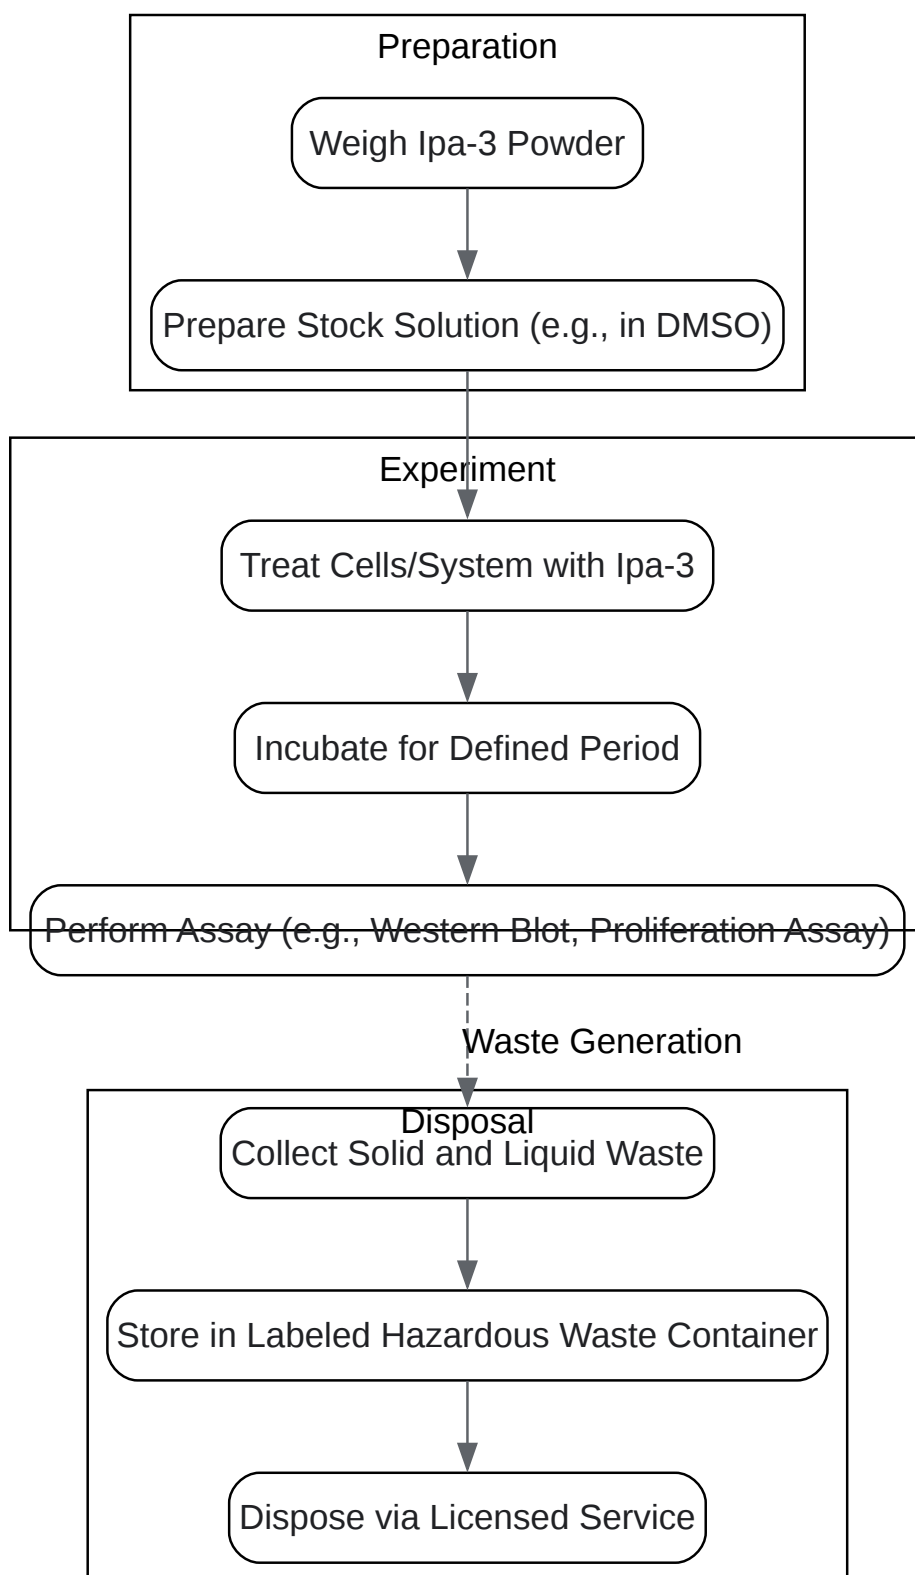 Preparation
Weigh Ipa-3 Powder
Prepare Stock Solution (e.g., in DMSO)
Experiment
Treat Cells/System with Ipa-3
Incubate for Defined Period
Perform Assay (e.g., Western Blot, Proliferation Assay)
Waste Generation
Disposal
Collect Solid and Liquid Waste
Store in Labeled Hazardous Waste Container
Dispose via Licensed Service